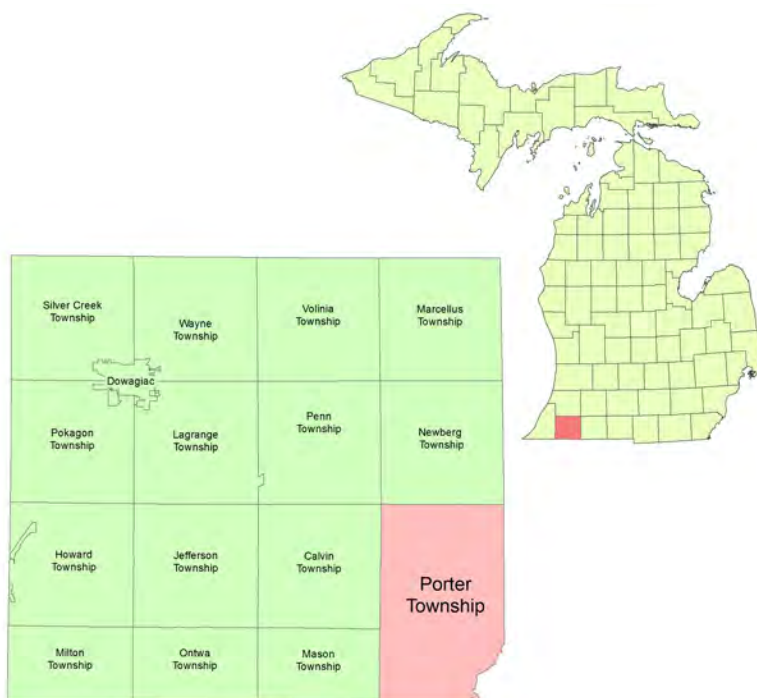 Silver Creek
Township
Wayne
Township
Volinia
Township
Marcellus
Township
Dowagiac
Pokagon
Township
Lagrange
Township
Penn
Township
Newberg
Township
Howard
Township
Jefferson
Township
Calvin
Township
Porter
Township
Milton
Township
Ontwa
Township
Mason
Township